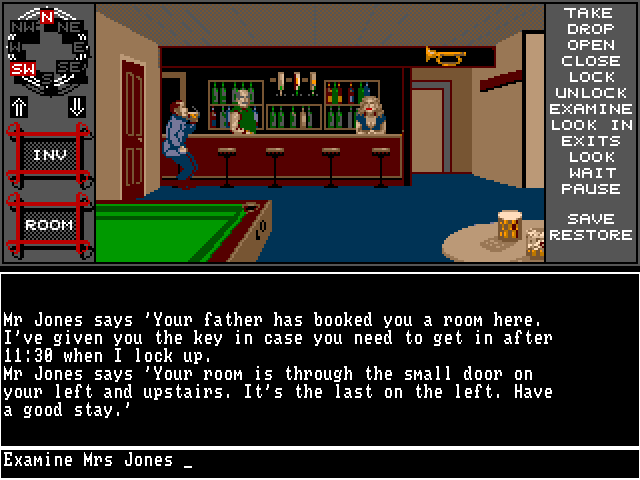 N
NW
NE
W
E
SW
SE
S
INV
ROOM
TAKE
DROP
OPEN
CLOSE
LOCK
UNLOCK
EXAMINE
LOOK IN
EXITS
LOOK
WAIT
PAUSE
SAVE
RESTORE
Mr Jones says 'Your father has booked you a room here.
I've given you the key in case you need to get in after
11:30 when I lock up.
Mr Jones says 'Your room is through the small door on
your left and upstairs. It's the last on the left. Have
a good stay.'
Examine Mrs Jones _